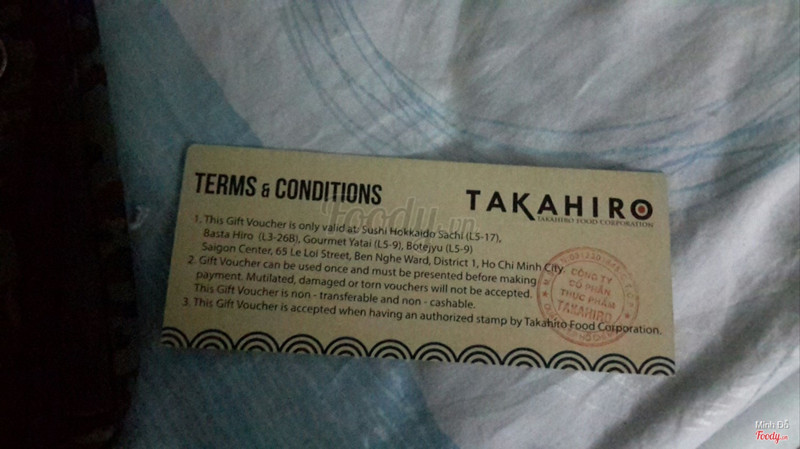 TERMS & CONDITIONS
TAKAHIRO
TAKAHIRO FOOD CORPORATION
1. This Gift Voucher is only valid at: Sushi Hokkaido Sachi (L5-17),
Basta Hiro (L3-26B), Gourmet Yatai (L5-9), Botejyu (L5-9)
Saigon Center, 65 Le Loi Street, Ben Nghe Ward, District 1, Ho Chi Minh City.
2. Gift Voucher can be used once and must be presented before making
payment. Mutilated, damaged or torn vouchers will not be accepted.
This Gift Voucher is non - transferable and non - cashable.
3. This Gift Voucher is accepted when having an authorized stamp by Takahiro Food Corporation.
CÔNG TY
CỔ PHẦN
THỰC PHẨM
TAKAHIRO
Foody.vn
Minh Đỗ
Foody.vn